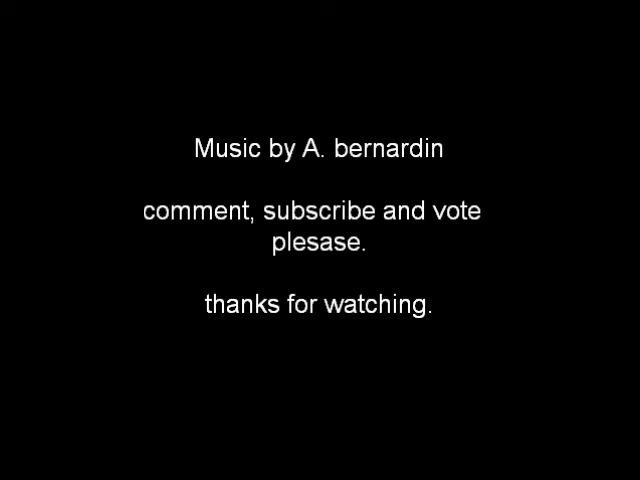 Music by A. bernardin
comment, subscribe and vote
plesase.
thanks for watching.